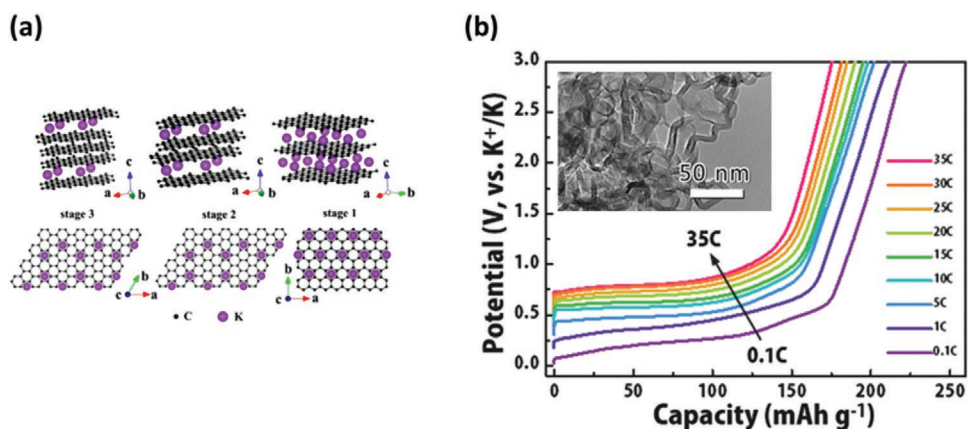 (a)
c
a
b
c
a
b
c
a
b
stage 3
stage 2
stage 1
b
c
a
b
c
a
C
K
(b)
Potential (V, vs. K⁺/K)
3.0
2.5
2.0
1.5
1.0
0.5
0.0
50 nm
35C
0.1C
35C
30C
25C
20C
15C
10C
5C
1C
0.1C
0
50
100
150
200
250
Capacity (mAh g⁻¹)